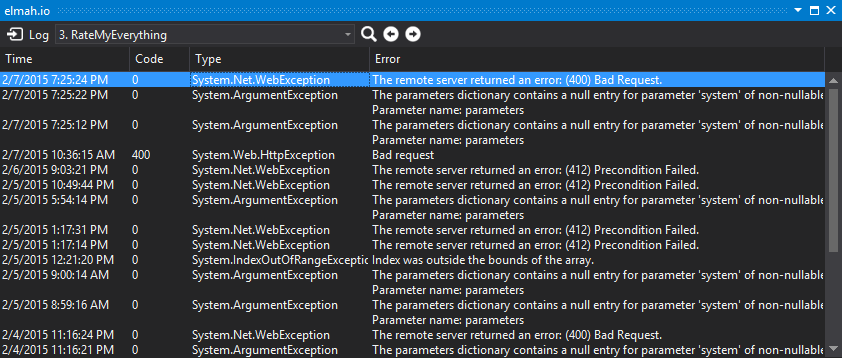 elmah.io
Log 3. RateMyEverything
Time Code Type Error
2/7/2015 7:25:24 PM 0 System.Net.WebException The remote server returned an error: (400) Bad Request.
2/7/2015 7:25:22 PM 0 System.ArgumentException The parameters dictionary contains a null entry for parameter 'system' of non-nullable
Parameter name: parameters
2/7/2015 7:25:12 PM 0 System.ArgumentException The parameters dictionary contains a null entry for parameter 'system' of non-nullable
Parameter name: parameters
2/7/2015 10:36:15 AM 400 System.Web.HttpException Bad request
2/6/2015 9:03:21 PM 0 System.Net.WebException The remote server returned an error: (412) Precondition Failed.
2/5/2015 10:49:44 PM 0 System.Net.WebException The remote server returned an error: (412) Precondition Failed.
2/5/2015 5:54:14 PM 0 System.ArgumentException The parameters dictionary contains a null entry for parameter 'system' of non-nullable
Parameter name: parameters
2/5/2015 1:17:31 PM 0 System.Net.WebException The remote server returned an error: (412) Precondition Failed.
2/5/2015 1:17:14 PM 0 System.Net.WebException The remote server returned an error: (412) Precondition Failed.
2/5/2015 12:21:20 PM 0 System.IndexOutOfRangeExceptic Index was outside the bounds of the array.
2/5/2015 9:00:14 AM 0 System.ArgumentException The parameters dictionary contains a null entry for parameter 'system' of non-nullable
Parameter name: parameters
2/5/2015 8:59:16 AM 0 System.ArgumentException The parameters dictionary contains a null entry for parameter 'system' of non-nullable
Parameter name: parameters
2/4/2015 11:16:24 PM 0 System.Net.WebException The remote server returned an error: (400) Bad Request.
2/4/2015 11:16:21 PM 0 System.ArgumentException The parameters dictionary contains a null entry for parameter 'system' of non-nullable